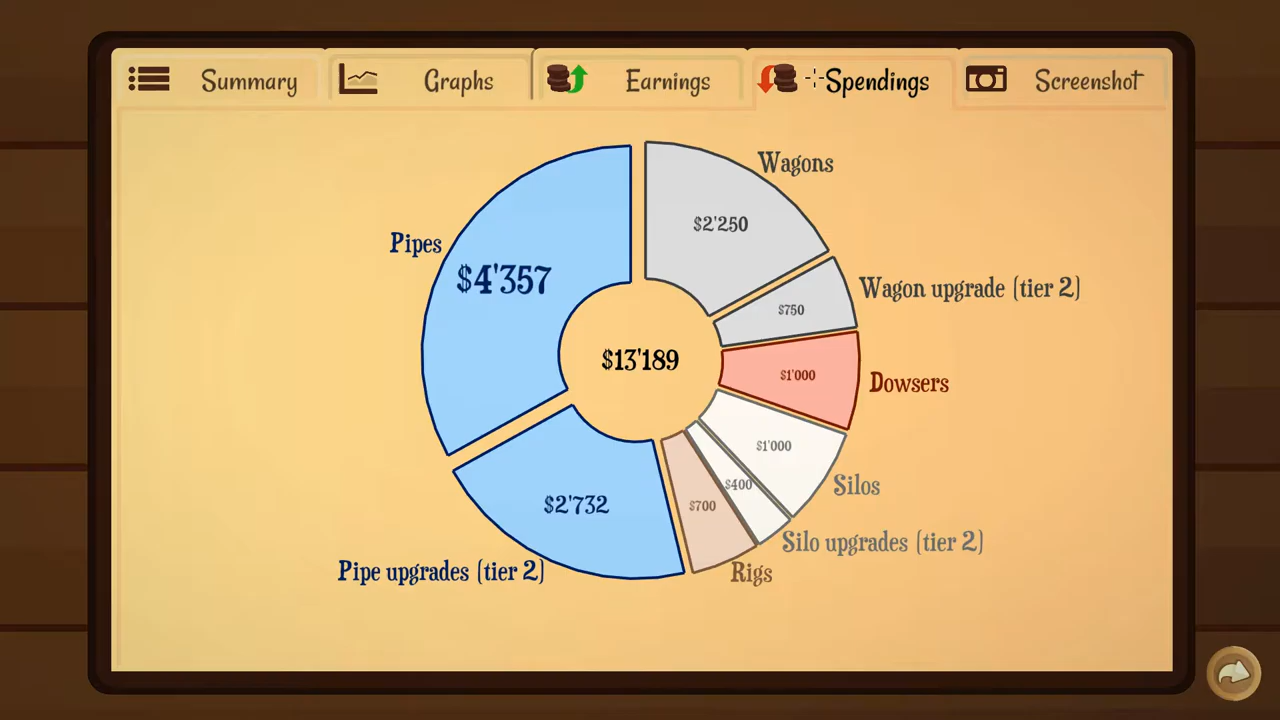 Summary
Graphs
Earnings
Spendings
Screenshot
Wagons
$2'250
Pipes
$4'357
Wagon upgrade (tier 2)
$750
$13'189
$1'000
Dowsers
$1'000
Silos
$400
$700
$2'732
Silo upgrades (tier 2)
Pipe upgrades (tier 2)
Rigs